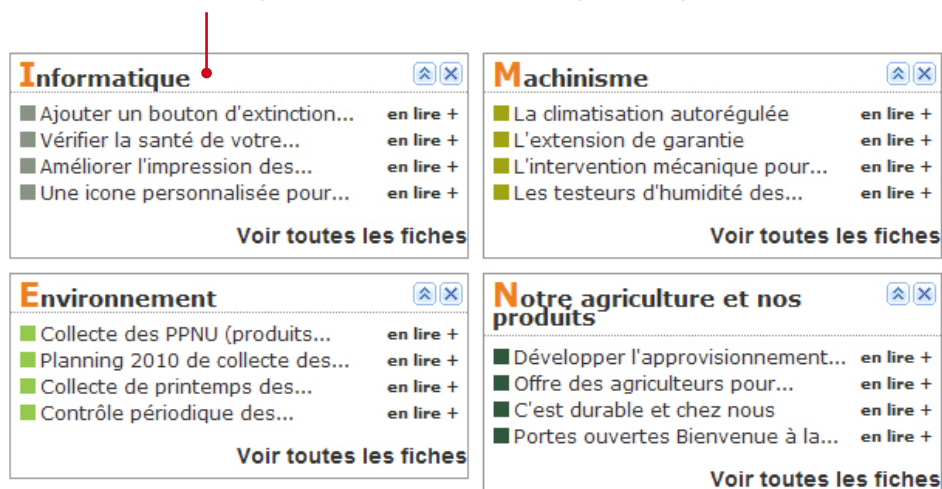 Informatique
Ajouter un bouton d'extinction... en lire +
Vérifier la santé de votre... en lire +
Améliorer l'impression des... en lire +
Une icone personnalisée pour... en lire +
Voir toutes les fiches
Machinisme
La climatisation autorégulée en lire +
L'extension de garantie en lire +
L'intervention mécanique pour... en lire +
Les testeurs d'humidité des... en lire +
Voir toutes les fiches
Environnement
Collecte des PPNU (produits... en lire +
Planning 2010 de collecte des... en lire +
Collecte de printemps des... en lire +
Contrôle périodique des... en lire +
Voir toutes les fiches
Notre agriculture et nos
produits
Développer l'approvisionnement... en lire +
Offre des agriculteurs pour... en lire +
C'est durable et chez nous en lire +
Portes ouvertes Bienvenue à la... en lire +
Voir toutes les fiches